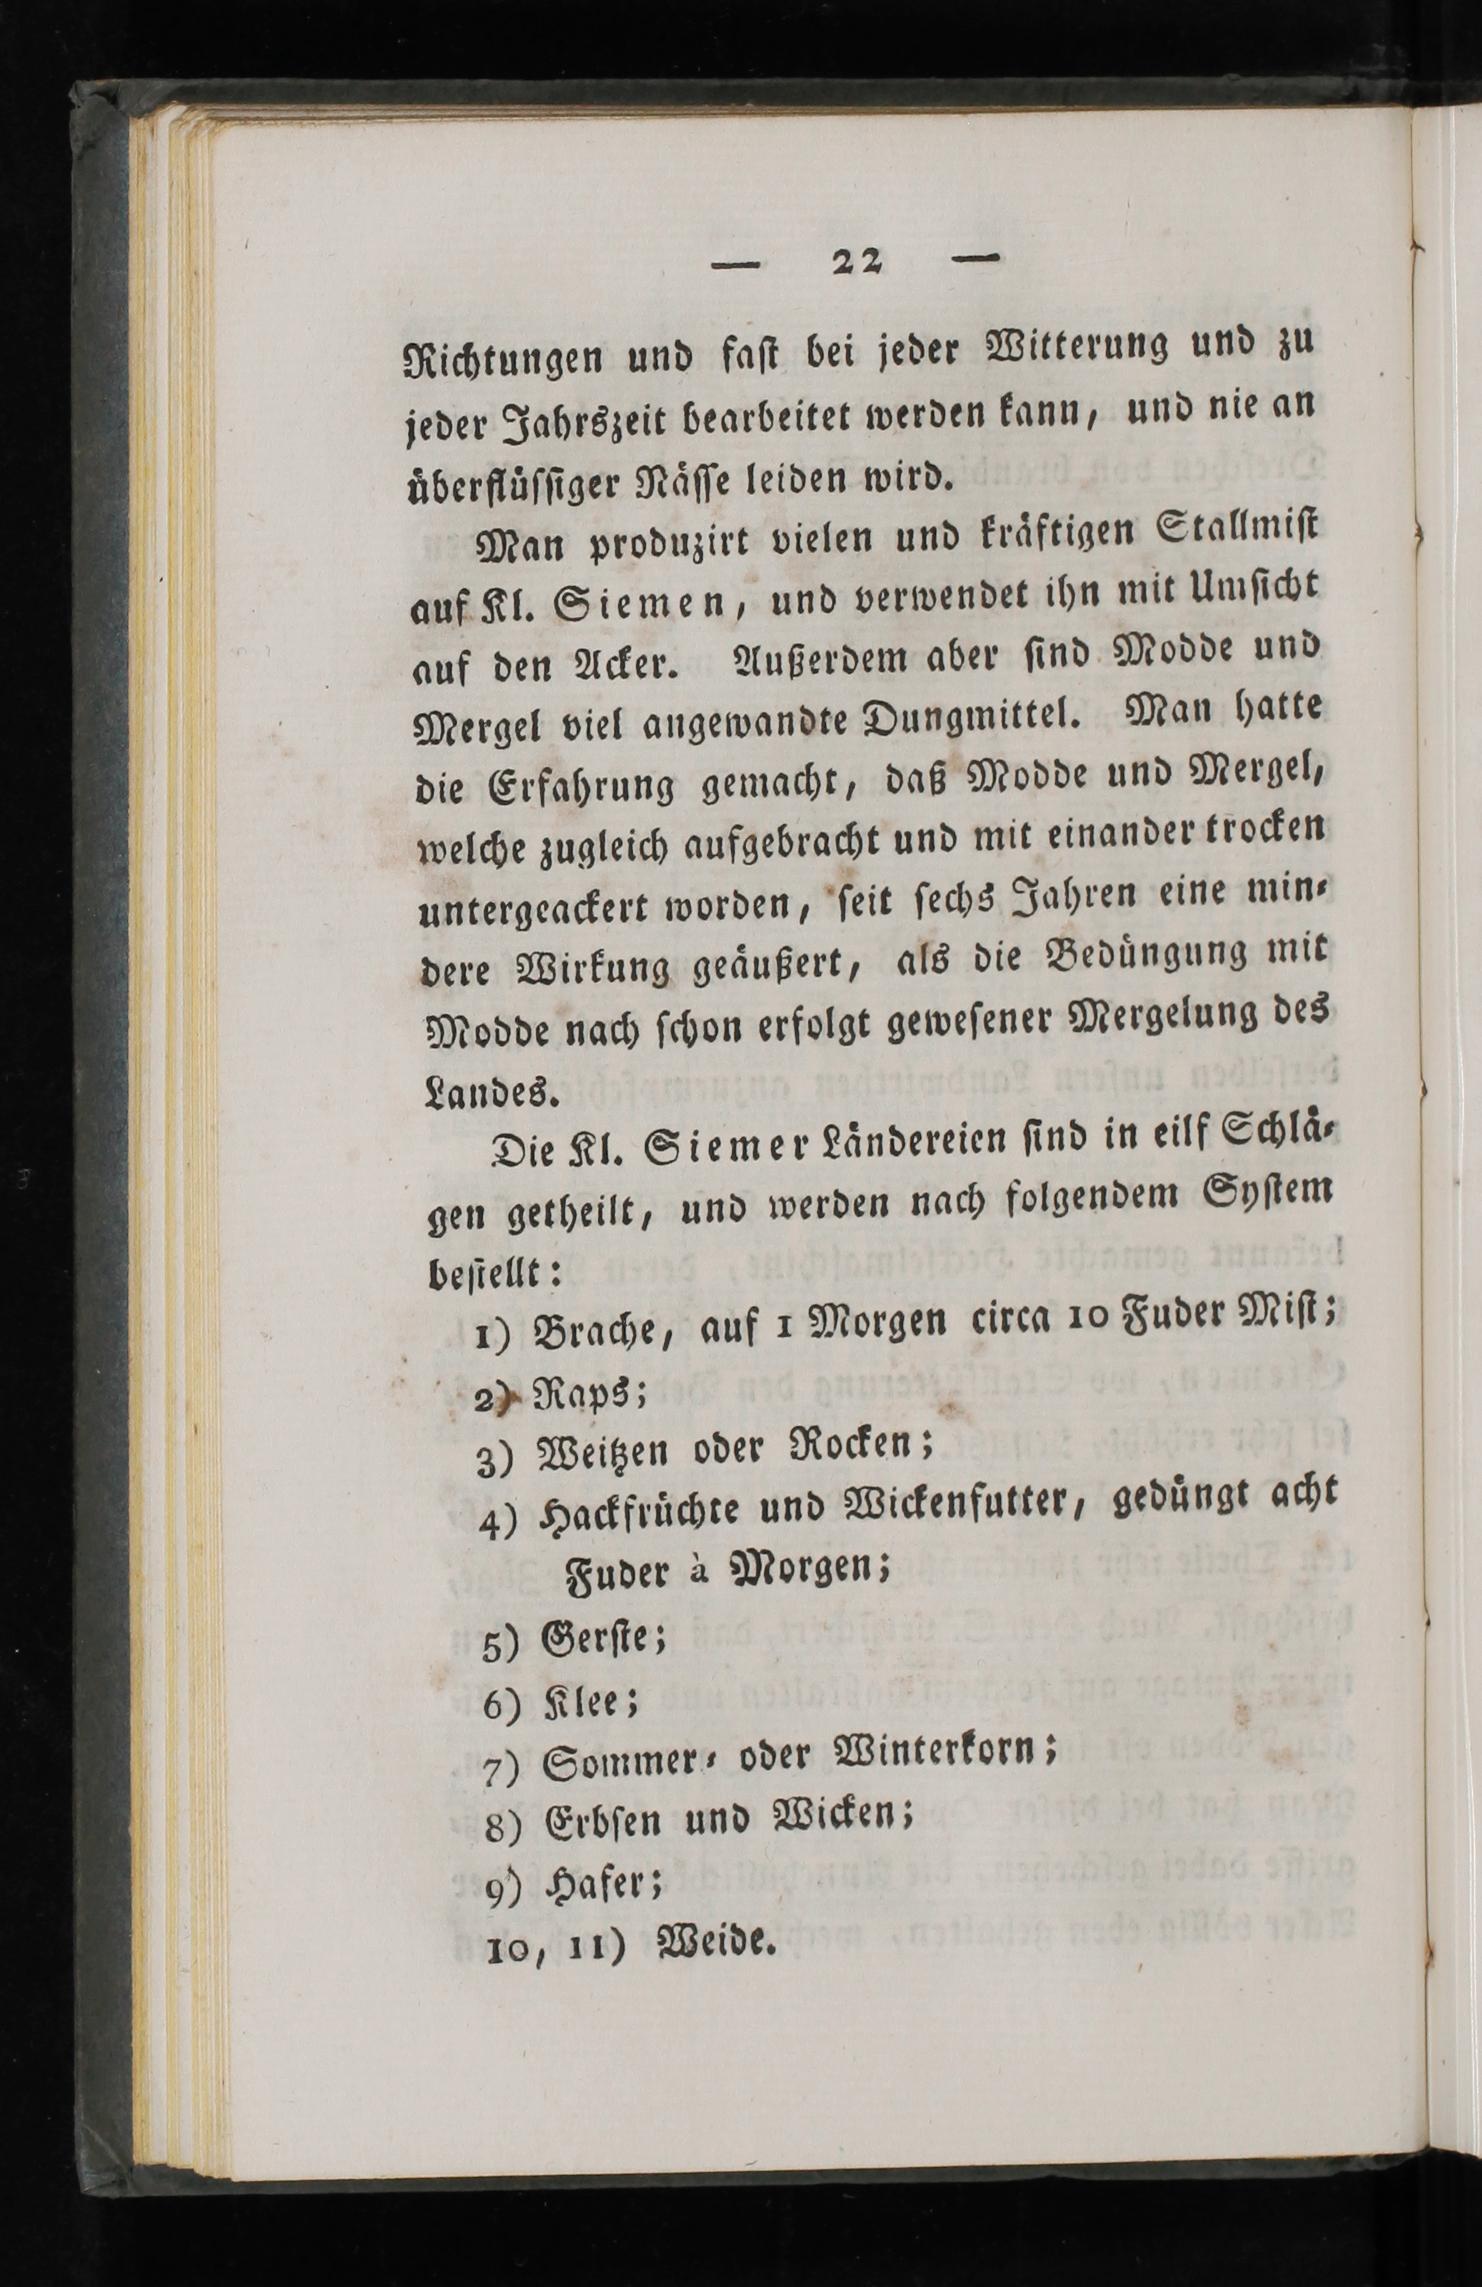 — 22 —
Richtungen und faſt bei jeder Witterung und zu
jeder Jahrszeit bearbeitet werden kann, und nie an
überflüſſiger Näſſe leiden wird.
Man produzirt vielen und kräftigen Stallmiſt
auf Kl. Siemen, und verwendet ihn mit Umſicht
auf den Acker. Außerdem aber ſind Modde und
Mergel viel angewandte Dungmittel. Man hatte
die Erfahrung gemacht, daß Modde und Mergel,
welche zugleich aufgebracht und mit einander trocken
untergeackert worden, ſeit ſechs Jahren eine min⸗
dere Wirkung geäußert, als die Bedüngung mit
Modde nach ſchon erfolgt geweſener Mergelung des
Landes.
Die Kl. Siemer Ländereien ſind in eilf Schlä⸗
gen getheilt, und werden nach folgendem Syſtem
beſtellt:
1) Brache, auf 1 Morgen circa 10 Fuder Miſt;
2) Raps;
3) Weitzen oder Rocken;
4) Hackfrüchte und Wickenfutter, gedüngt acht
Fuder à Morgen;
5) Gerſte;
6) Klee;
7) Sommer⸗ oder Winterkorn;
8) Erbſen und Wicken;
9) Hafer;
10, 11) Weide.